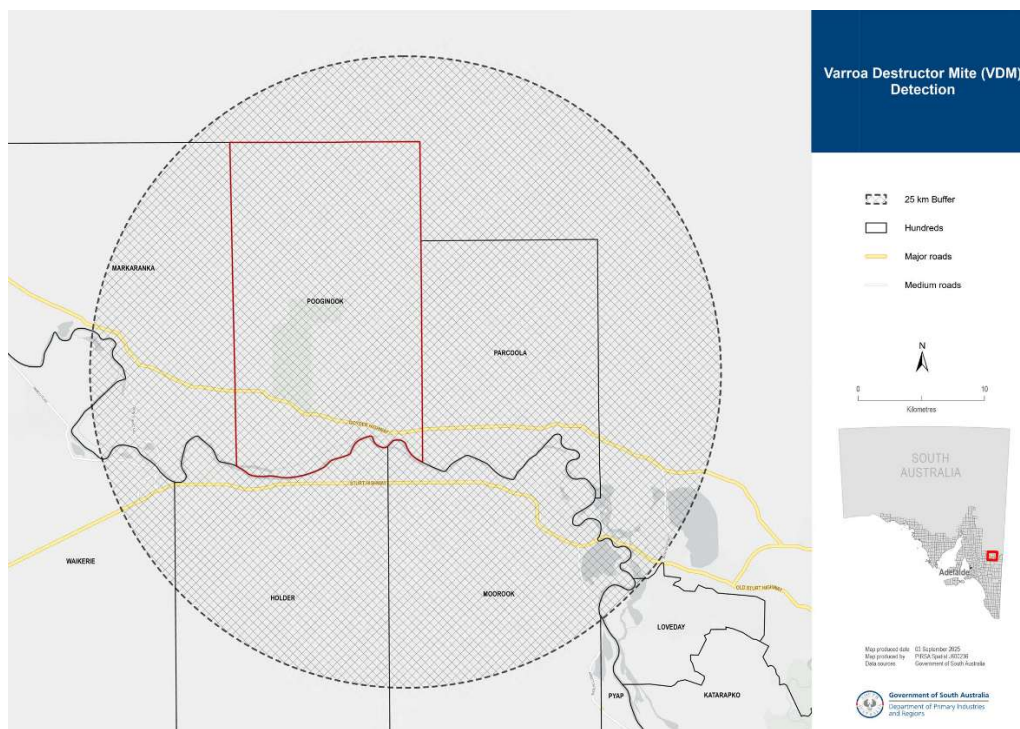 Varroa Destructor Mite (VDM)
Detection
25 km Buffer
Hundreds
Major roads
Medium roads
N
0 10
Kilometres
SOUTH
AUSTRALIA
Adelaide
Map produced date 03 September 2025
Map produced by PIRSA Spatial
Data sources Government of South Australia
Government of South Australia
Department of Primary Industries
and Regions
MARKARANKA
POOGINOOK
PARCOOLA
GOYDER HIGHWAY
STURT HIGHWAY
WAIKERIE
HOLDER
MOOROOK
OLD STURT HIGHWAY
LOVEDAY
PYAP
KATARAPKO